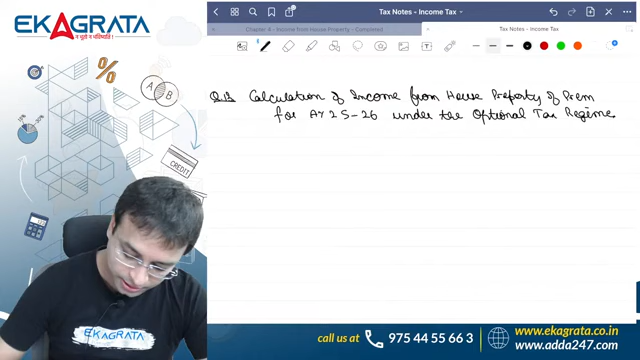 EKAGRATA
Tax Notes - Income Tax
Chapter 4 - Income from House Property - Completed
Tax Notes - Income Tax
Q.13 Calculation of Income from House Property of Prem
for AY 25-26 under the Optional Tax Regime.
%
A B
CREDIT
EKAGRATA
call us at 975 44 55 66 3
www.ekagrata.co.in
www.adda247.com